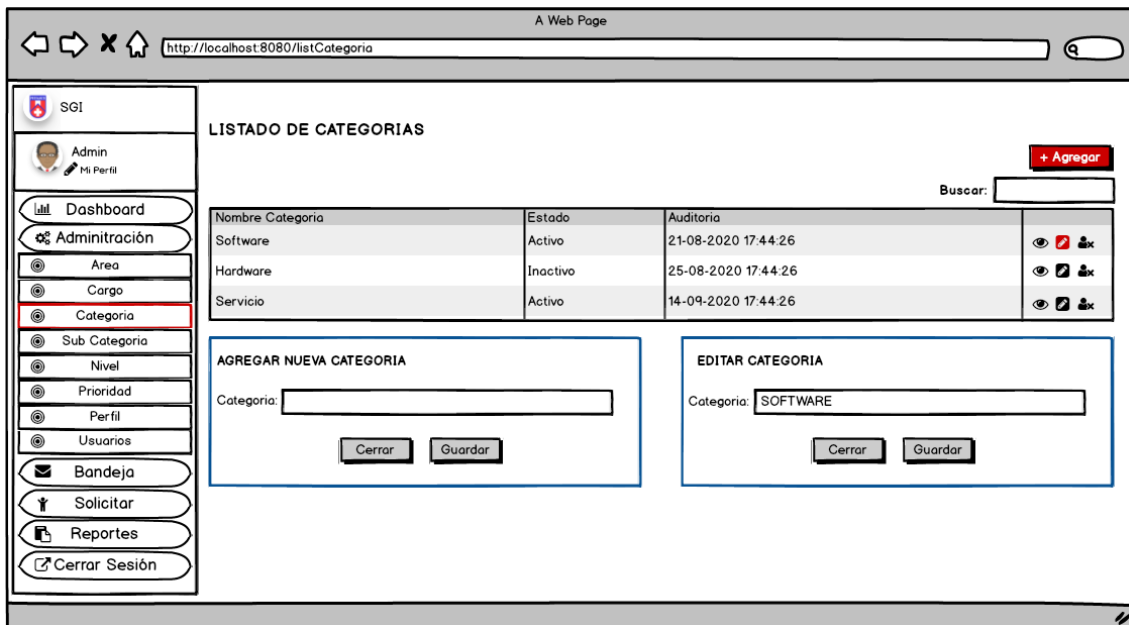 A Web Page
http://localhost:8080/listCategoria
SGI
Admin
Mi Perfil
Dashboard
Adminitración
Area
Cargo
Categoria
Sub Categoria
Nivel
Prioridad
Perfil
Usuarios
Bandeja
Solicitar
Reportes
Cerrar Sesión
LISTADO DE CATEGORIAS
+ Agregar
Buscar:
Nombre Categoria Estado Auditoria
Software Activo 21-08-2020 17:44:26
Hardware Inactivo 25-08-2020 17:44:26
Servicio Activo 14-09-2020 17:44:26
AGREGAR NUEVA CATEGORIA
Categoria:
Cerrar Guardar
EDITAR CATEGORIA
Categoria: SOFTWARE
Cerrar Guardar